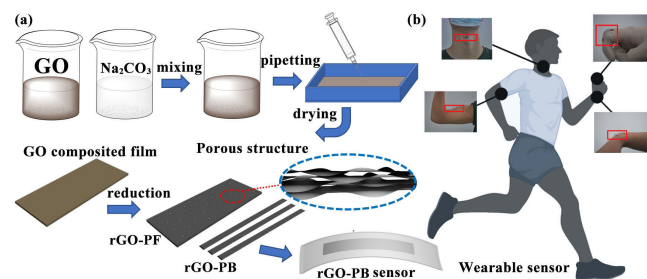 (a)
GO
Na₂CO₃
mixing
pipetting
drying
GO composited film
Porous structure
reduction
rGO-PF
rGO-PB
rGO-PB sensor
(b)
Wearable sensor